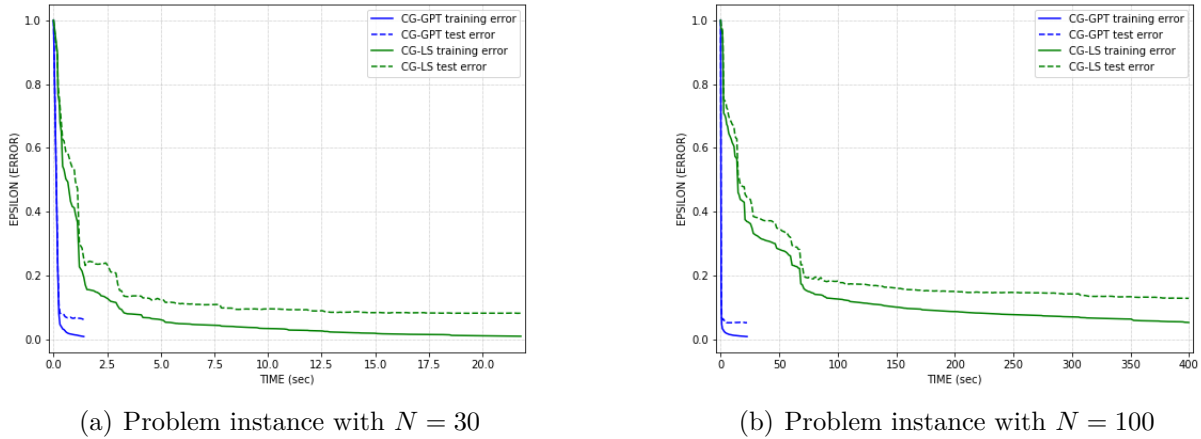 1.0
0.8
0.6
0.4
0.2
0.0
EPSILON (ERROR)
CG-GPT training error
CG-GPT test error
CG-LS training error
CG-LS test error
0.0 2.5 5.0 7.5 10.0 12.5 15.0 17.5 20.0
TIME (sec)
(a) Problem instance with N = 30
1.0
0.8
0.6
0.4
0.2
0.0
EPSILON (ERROR)
CG-GPT training error
CG-GPT test error
CG-LS training error
CG-LS test error
0 50 100 150 200 250 300 350 400
TIME (sec)
(b) Problem instance with N = 100